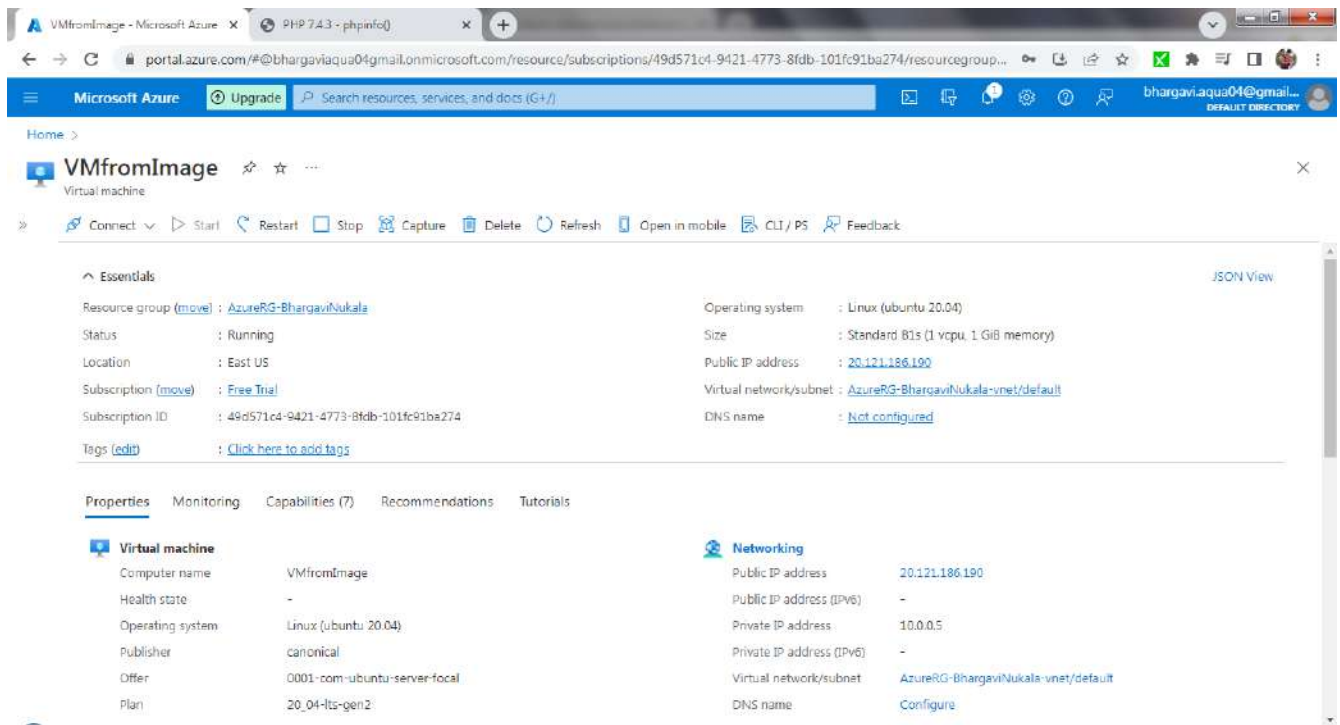 VMfromImage - Microsoft Azure
PHP 7.4.3 - phpinfo()
portal.azure.com/#@bhargaviaqua04gmail.onmicrosoft.com/resource/subscriptions/49d571c4-9421-4773-8fdb-101fc91ba274/resourcegroup...
Microsoft Azure Upgrade Search resources, services, and docs (G+/) 1 bhargavi.aqua04@gmail...
DEFAULT DIRECTORY
Home >
VMfromImage
Virtual machine
Connect Start Restart Stop Capture Delete Refresh Open in mobile CLI / PS Feedback
Essentials JSON View
Resource group (move) : AzureRG-BhargaviNukala
Status : Running
Location : East US
Subscription (move) : Free Trial
Subscription ID : 49d571c4-9421-4773-8fdb-101fc91ba274
Tags (edit) : Click here to add tags
Operating system : Linux (ubuntu 20.04)
Size : Standard B1s (1 vcpu, 1 GiB memory)
Public IP address : 20.121.186.190
Virtual network/subnet : AzureRG-BhargaviNukala-vnet/default
DNS name : Not configured
Properties Monitoring Capabilities (7) Recommendations Tutorials
Virtual machine
Computer name VMfromImage
Health state -
Operating system Linux (ubuntu 20.04)
Publisher canonical
Offer 0001-com-ubuntu-server-focal
Plan 20_04-lts-gen2
Networking
Public IP address 20.121.186.190
Public IP address (IPv6) -
Private IP address 10.0.0.5
Private IP address (IPv6) -
Virtual network/subnet AzureRG-BhargaviNukala-vnet/default
DNS name Configure